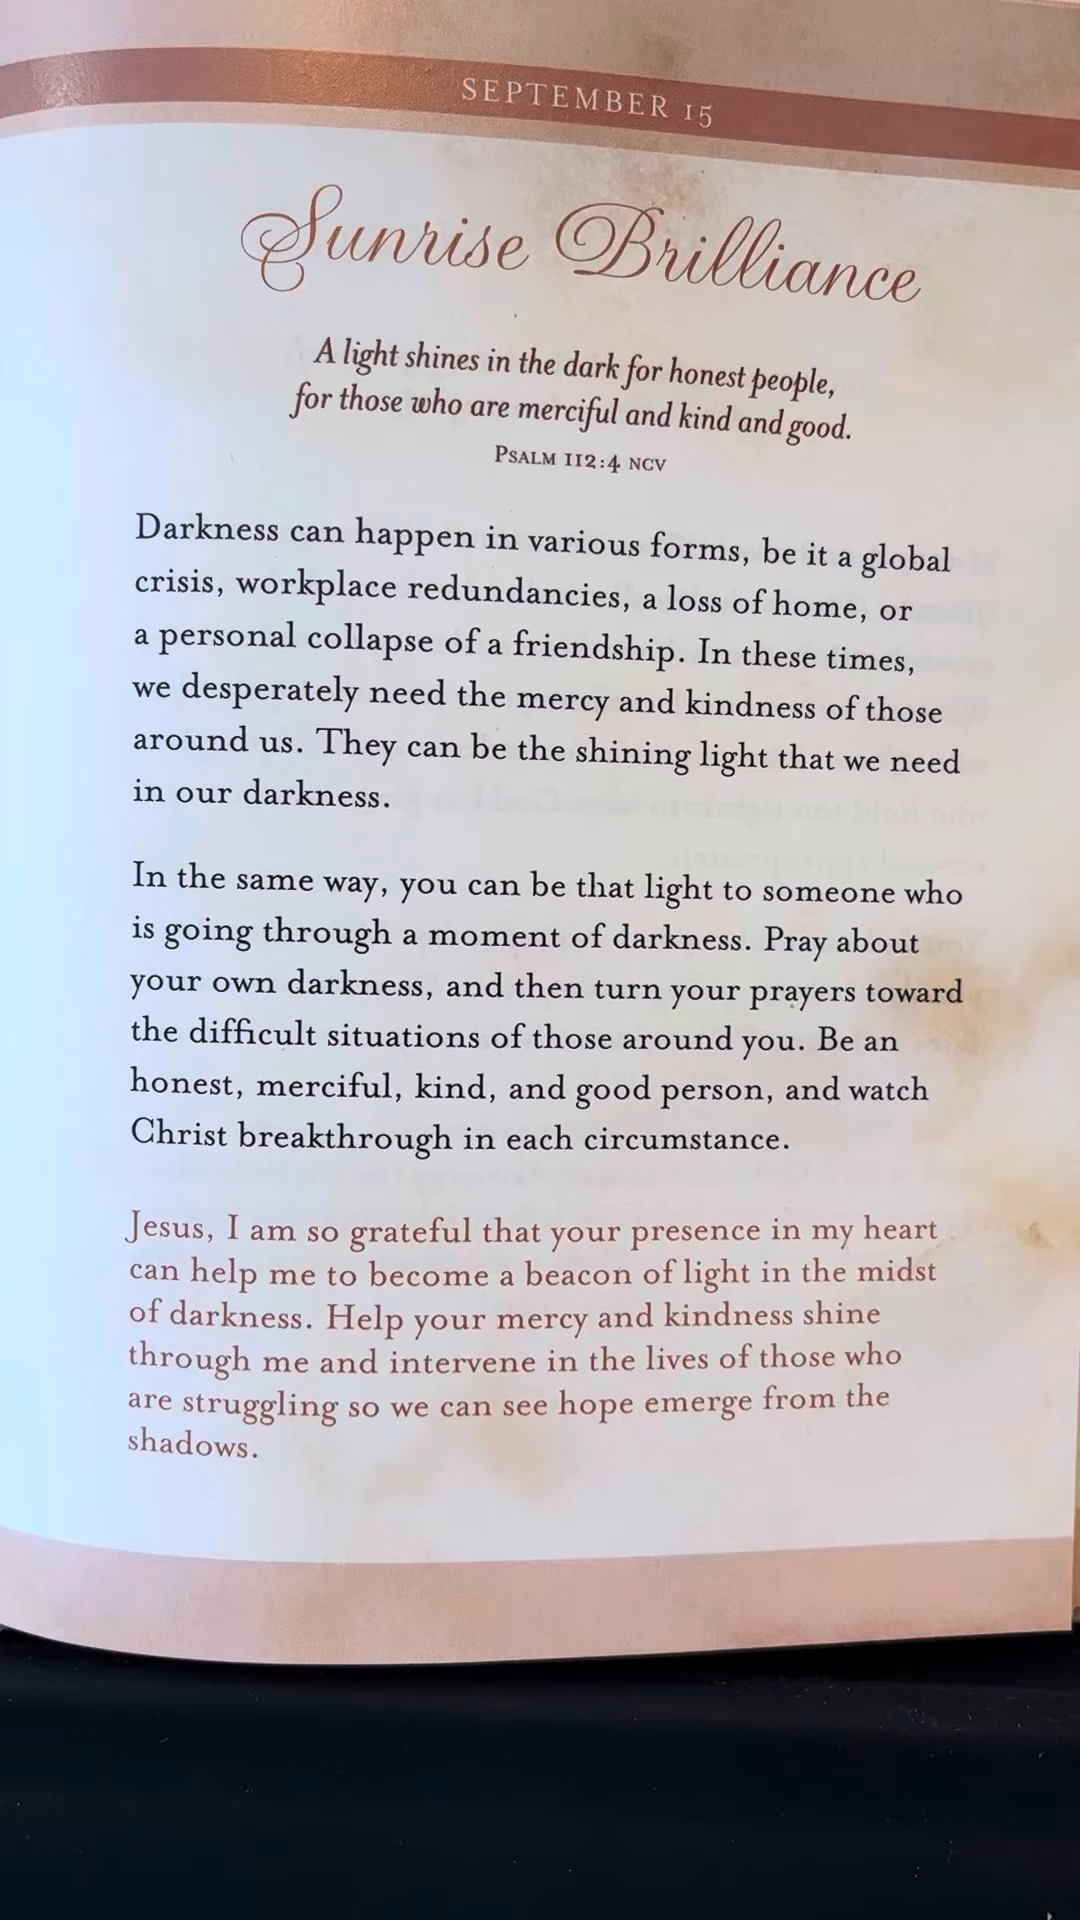 SEPTEMBER 15
Sunrise Brilliance
A light shines in the dark for honest people,
for those who are merciful and kind and good.
PSALM 112:4 NCV
Darkness can happen in various forms, be it a global
crisis, workplace redundancies, a loss of home, or
a personal collapse of a friendship. In these times,
we desperately need the mercy and kindness of those
around us. They can be the shining light that we need
in our darkness.
In the same way, you can be that light to someone who
is going through a moment of darkness. Pray about
your own darkness, and then turn your prayers toward
the difficult situations of those around you. Be an
honest, merciful, kind, and good person, and watch
Christ breakthrough in each circumstance.
Jesus, I am so grateful that your presence in my heart
can help me to become a beacon of light in the midst
of darkness. Help your mercy and kindness shine
through me and intervene in the lives of those who
are struggling so we can see hope emerge from the
shadows.